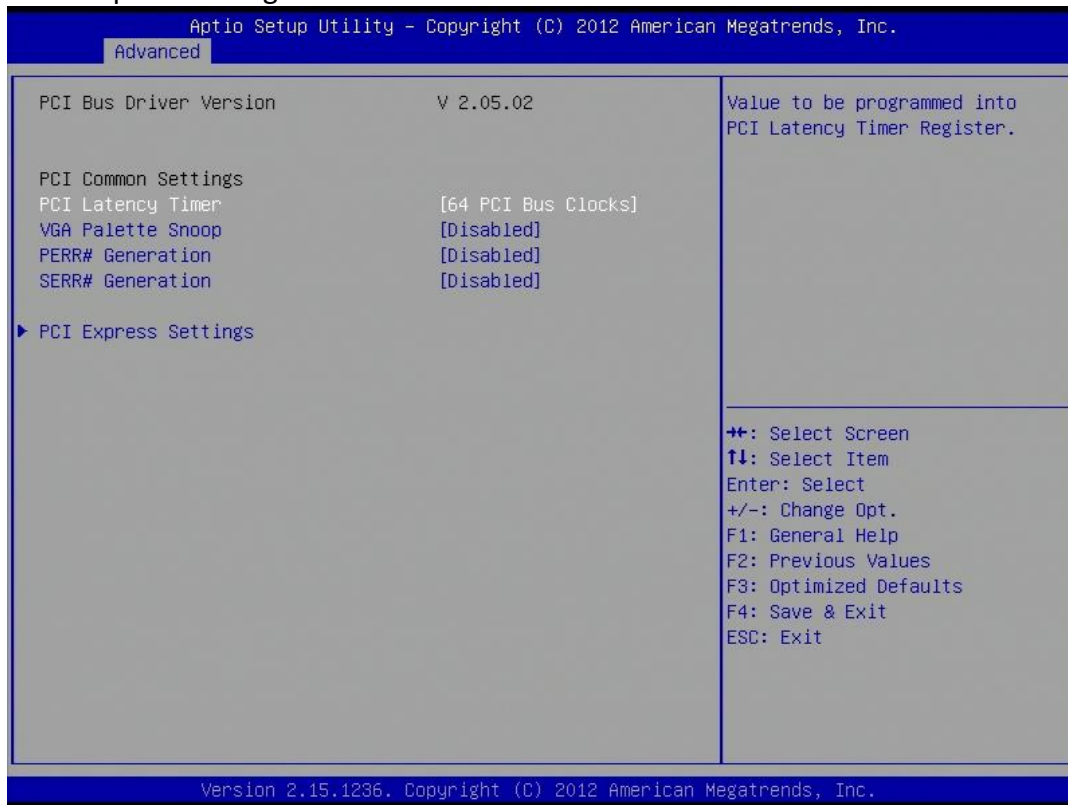 Aptio Setup Utility – Copyright (C) 2012 American Megatrends, Inc.
Advanced
PCI Bus Driver Version V 2.05.02
PCI Common Settings
PCI Latency Timer [64 PCI Bus Clocks]
VGA Palette Snoop [Disabled]
PERR# Generation [Disabled]
SERR# Generation [Disabled]
PCI Express Settings
Value to be programmed into
PCI Latency Timer Register.
→←: Select Screen
↑↓: Select Item
Enter: Select
+/-: Change Opt.
F1: General Help
F2: Previous Values
F3: Optimized Defaults
F4: Save & Exit
ESC: Exit
Version 2.15.1236. Copyright (C) 2012 American Megatrends, Inc.